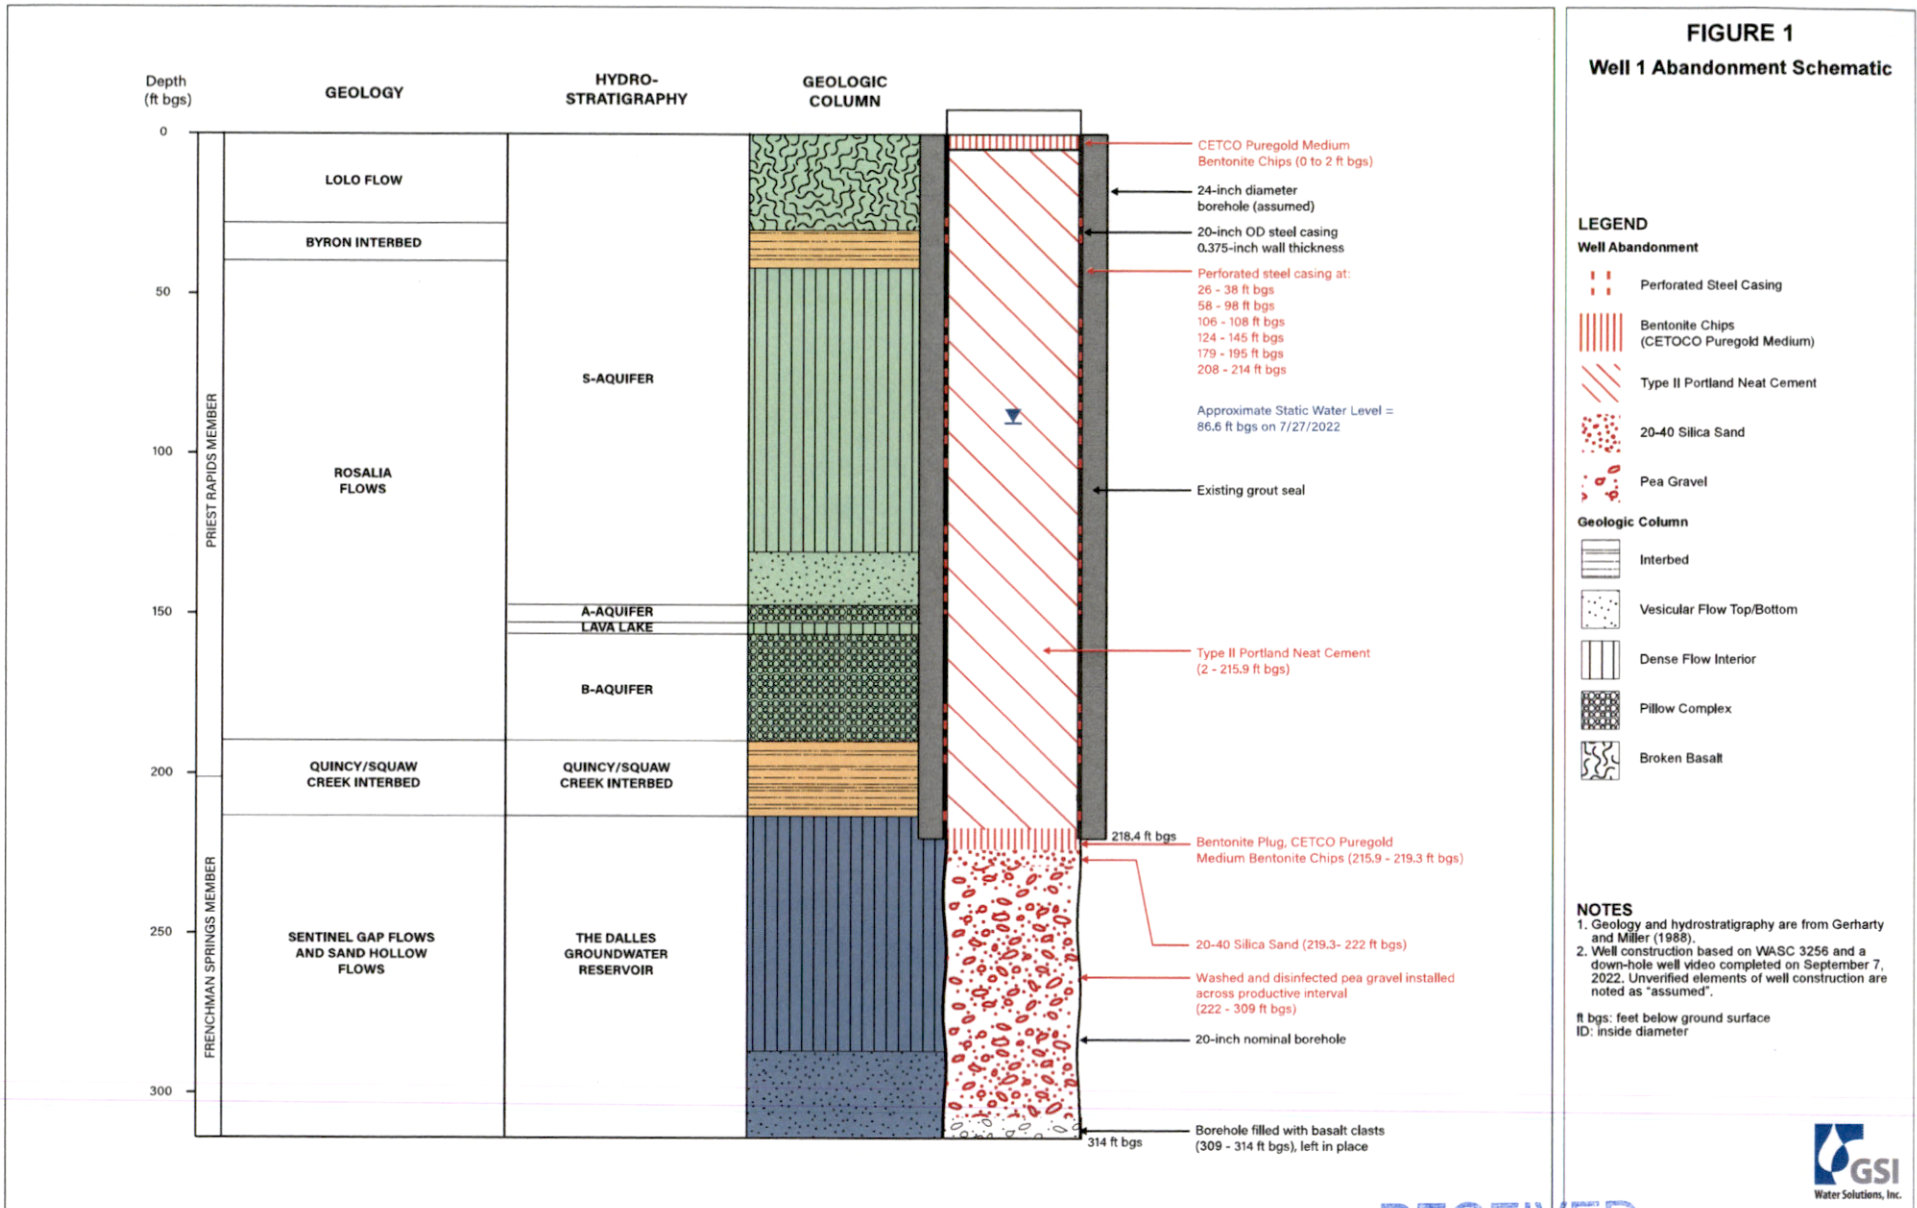 FIGURE 1
Well 1 Abandonment Schematic
Depth
(ft bgs)
GEOLOGY
HYDRO-
STRATIGRAPHY
GEOLOGIC
COLUMN
0
50
100
150
200
250
300
PRIEST RAPIDS MEMBER
FRENCHMAN SPRINGS MEMBER
LOLO FLOW
BYRON INTERBED
ROSALIA
FLOWS
QUINCY/SQUAW
CREEK INTERBED
SENTINEL GAP FLOWS
AND SAND HOLLOW
FLOWS
S-AQUIFER
A-AQUIFER
LAVA LAKE
B-AQUIFER
QUINCY/SQUAW
CREEK INTERBED
THE DALLES
GROUNDWATER
RESERVOIR
CETCO Puregold Medium
Bentonite Chips (0 to 2 ft bgs)
24-inch diameter
borehole (assumed)
20-inch OD steel casing
0.375-inch wall thickness
Perforated steel casing at:
26 - 38 ft bgs
58 - 98 ft bgs
106 - 108 ft bgs
124 - 145 ft bgs
179 - 195 ft bgs
208 - 214 ft bgs
Approximate Static Water Level =
86.6 ft bgs on 7/27/2022
Existing grout seal
Type II Portland Neat Cement
(2 - 215.9 ft bgs)
218.4 ft bgs
Bentonite Plug, CETCO Puregold
Medium Bentonite Chips (215.9 - 219.3 ft bgs)
20-40 Silica Sand (219.3- 222 ft bgs)
Washed and disinfected pea gravel installed
across productive interval
(222 - 309 ft bgs)
20-inch nominal borehole
Borehole filled with basalt clasts
(309 - 314 ft bgs), left in place
314 ft bgs
LEGEND
Well Abandonment
Perforated Steel Casing
Bentonite Chips
(CETOCO Puregold Medium)
Type II Portland Neat Cement
20-40 Silica Sand
Pea Gravel
Geologic Column
Interbed
Vesicular Flow Top/Bottom
Dense Flow Interior
Pillow Complex
Broken Basalt
NOTES
1. Geology and hydrostratigraphy are from Gerharty
and Miller (1988).
2. Well construction based on WASC 3256 and a
down-hole well video completed on September 7,
2022. Unverified elements of well construction are
noted as "assumed".
ft bgs: feet below ground surface
ID: inside diameter
GSI
Water Solutions, Inc.
RECEIVED